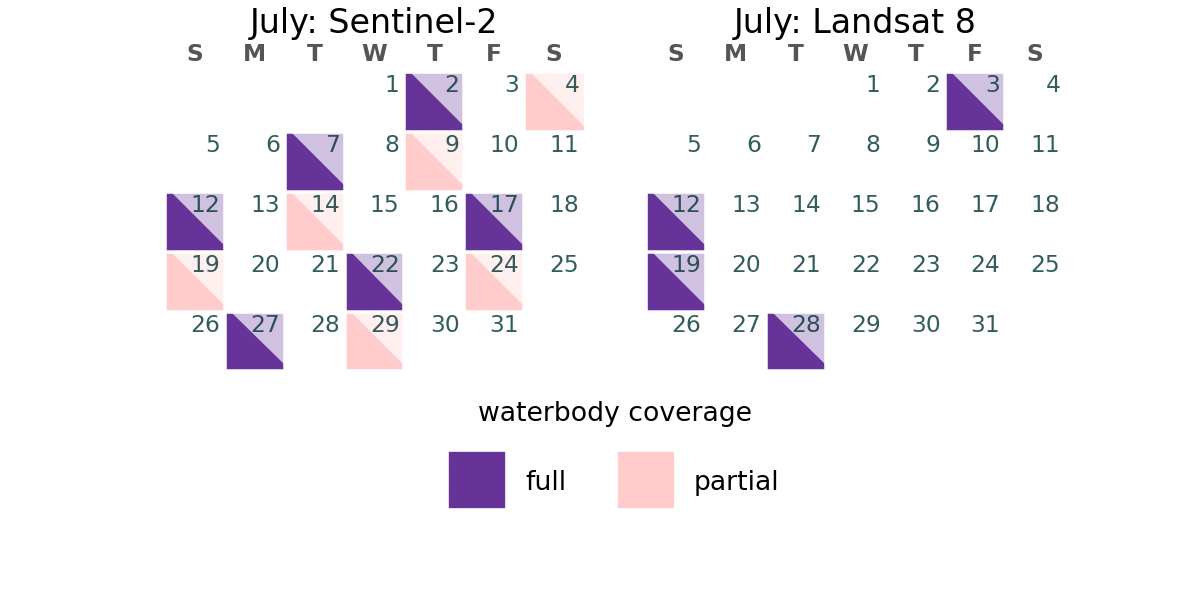 July: Sentinel-2
S M T W T F S
1 2 3 4
5 6 7 8 9 10 11
12 13 14 15 16 17 18
19 20 21 22 23 24 25
26 27 28 29 30 31
July: Landsat 8
S M T W T F S
1 2 3 4
5 6 7 8 9 10 11
12 13 14 15 16 17 18
19 20 21 22 23 24 25
26 27 28 29 30 31
waterbody coverage
full
partial